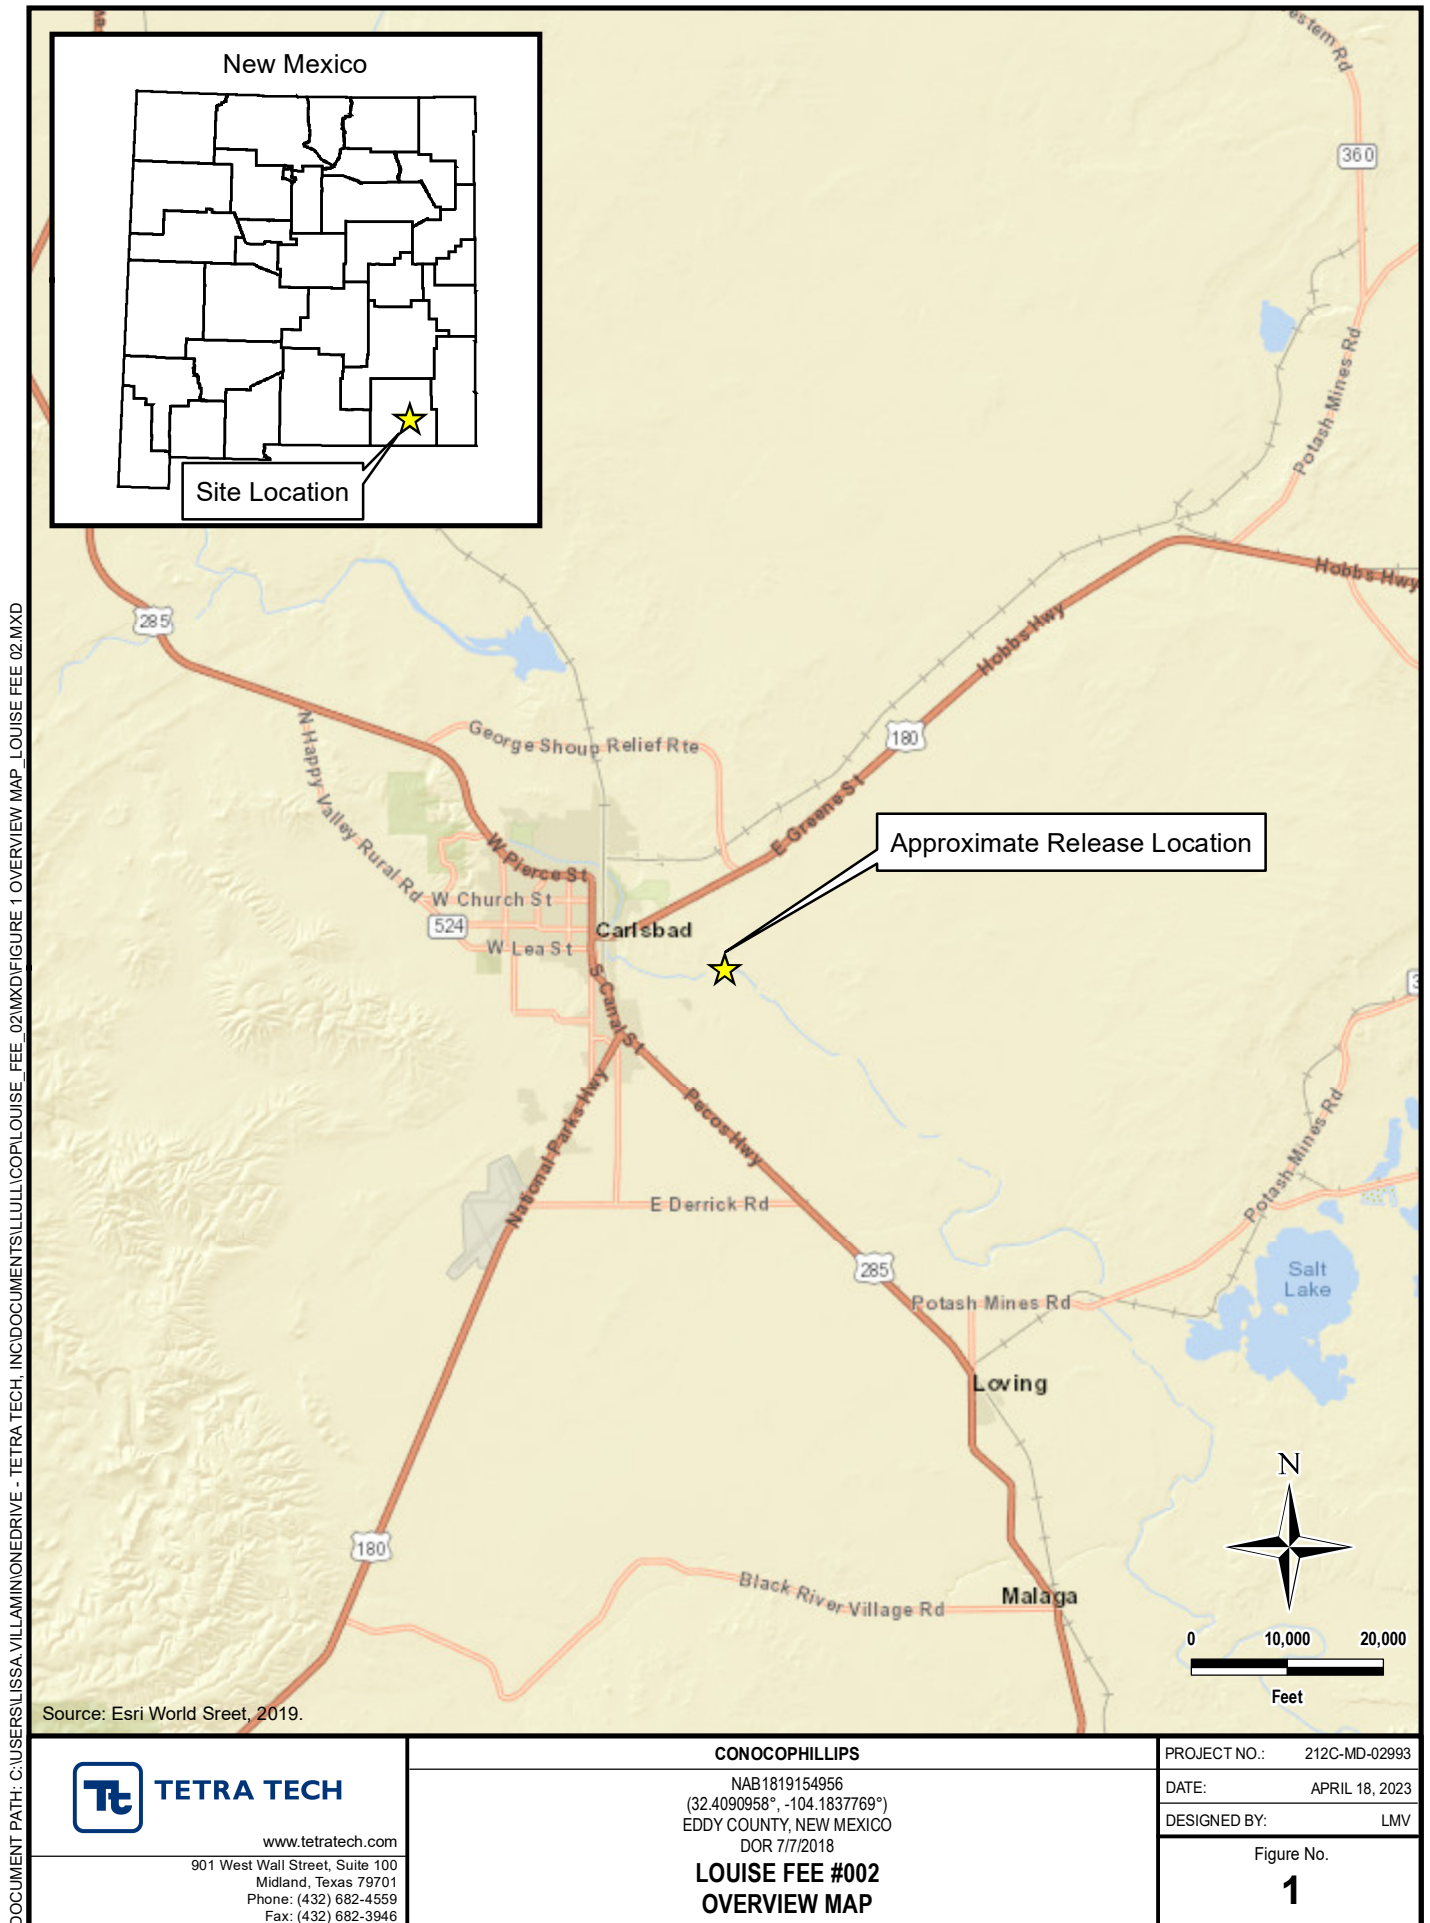 New Mexico
Site Location
estern Rd
360
Potash Mines Rd
Hobbs Hwy
Hobbs Hwy
285
180
N Happy Valley Rural Rd
George Shoup Relief Rte
E Greene St
Approximate Release Location
W Pierce St
W Church St
524
W Lea St
Carlsbad
S Canal St
National Parks Hwy
Pecos Hwy
E Derrick Rd
285
3
Potash Mines Rd
Potash Mines Rd
Salt
Lake
Loving
180
Black River Village Rd
Malaga
N
0 10,000 20,000
Feet
Source: Esri World Sreet, 2019.
DOCUMENT PATH: C:\USERS\LISSA.VILLAMIN\ONEDRIVE - TETRA TECH, INC\DOCUMENTS\LLULL\COP\LOUISE_FEE_02\MXD\FIGURE 1 OVERVIEW MAP_LOUISE FEE 02.MXD
Tt TETRA TECH
www.tetratech.com
901 West Wall Street, Suite 100
Midland, Texas 79701
Phone: (432) 682-4559
Fax: (432) 682-3946
CONOCOPHILLIPS
NAB1819154956
(32.4090958°, -104.1837769°)
EDDY COUNTY, NEW MEXICO
DOR 7/7/2018
LOUISE FEE #002
OVERVIEW MAP
PROJECT NO.: 212C-MD-02993
DATE: APRIL 18, 2023
DESIGNED BY: LMV
Figure No.
1